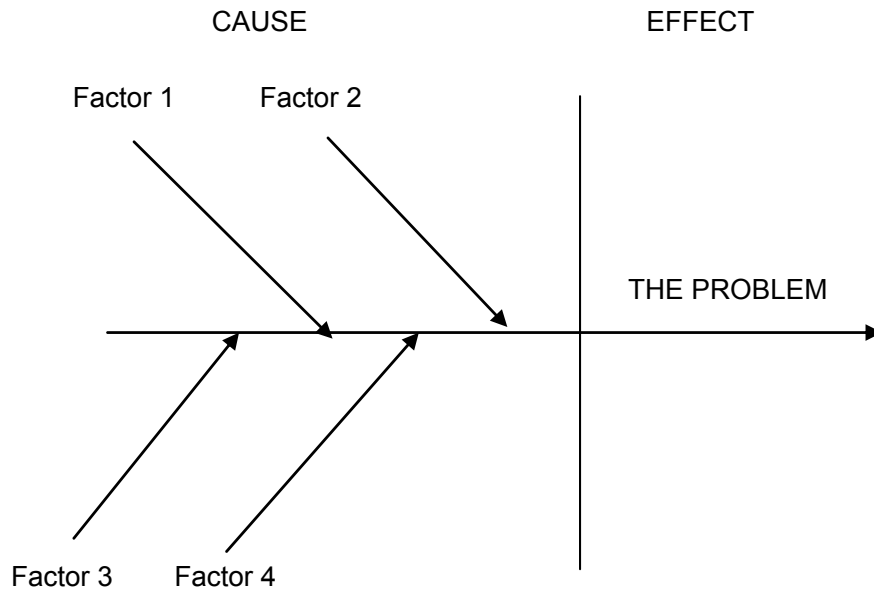 CAUSE
EFFECT
Factor 1
Factor 2
THE PROBLEM
Factor 3
Factor 4